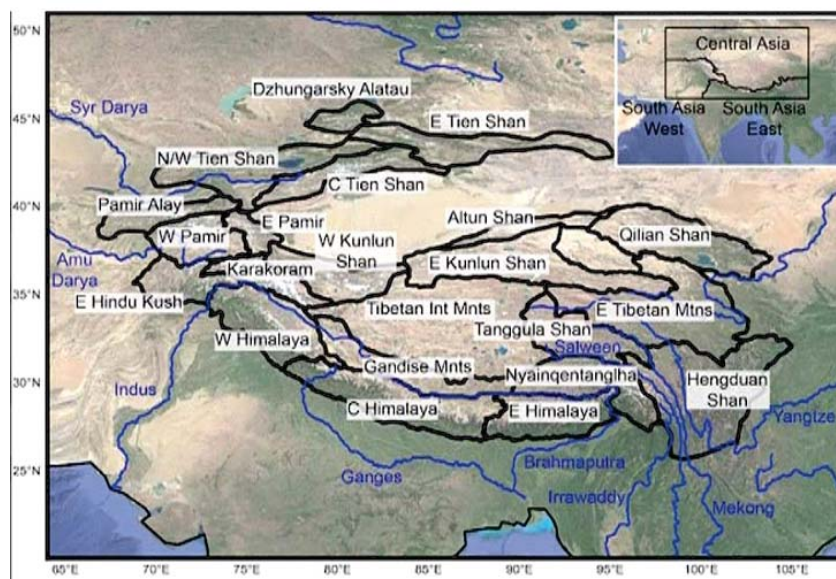 50°N
45°N
40°N
35°N
30°N
25°N
65°E
70°E
75°E
80°E
85°E
90°E
95°E
100°E
105°E
Central Asia
South Asia
West
South Asia
East
Dzhungarsky Alatau
Syr Darya
E Tien Shan
N/W Tien Shan
C Tien Shan
Pamir Alay
E Pamir
Altun Shan
W Pamir
Qilian Shan
W Kunlun
Shan
Amu
Darya
Karakoram
E Kunlun Shan
E Hindu Kush
Tibetan Int Mnts
E Tibetan Mtns
Tanggula Shan
W Himalaya
Salween
Gandise Mnts
Nyainqentanglha
Hengduan
Shan
Indus
C Himalaya
E Himalaya
Yangtze
Ganges
Brahmaputra
Irrawaddy
Mekong